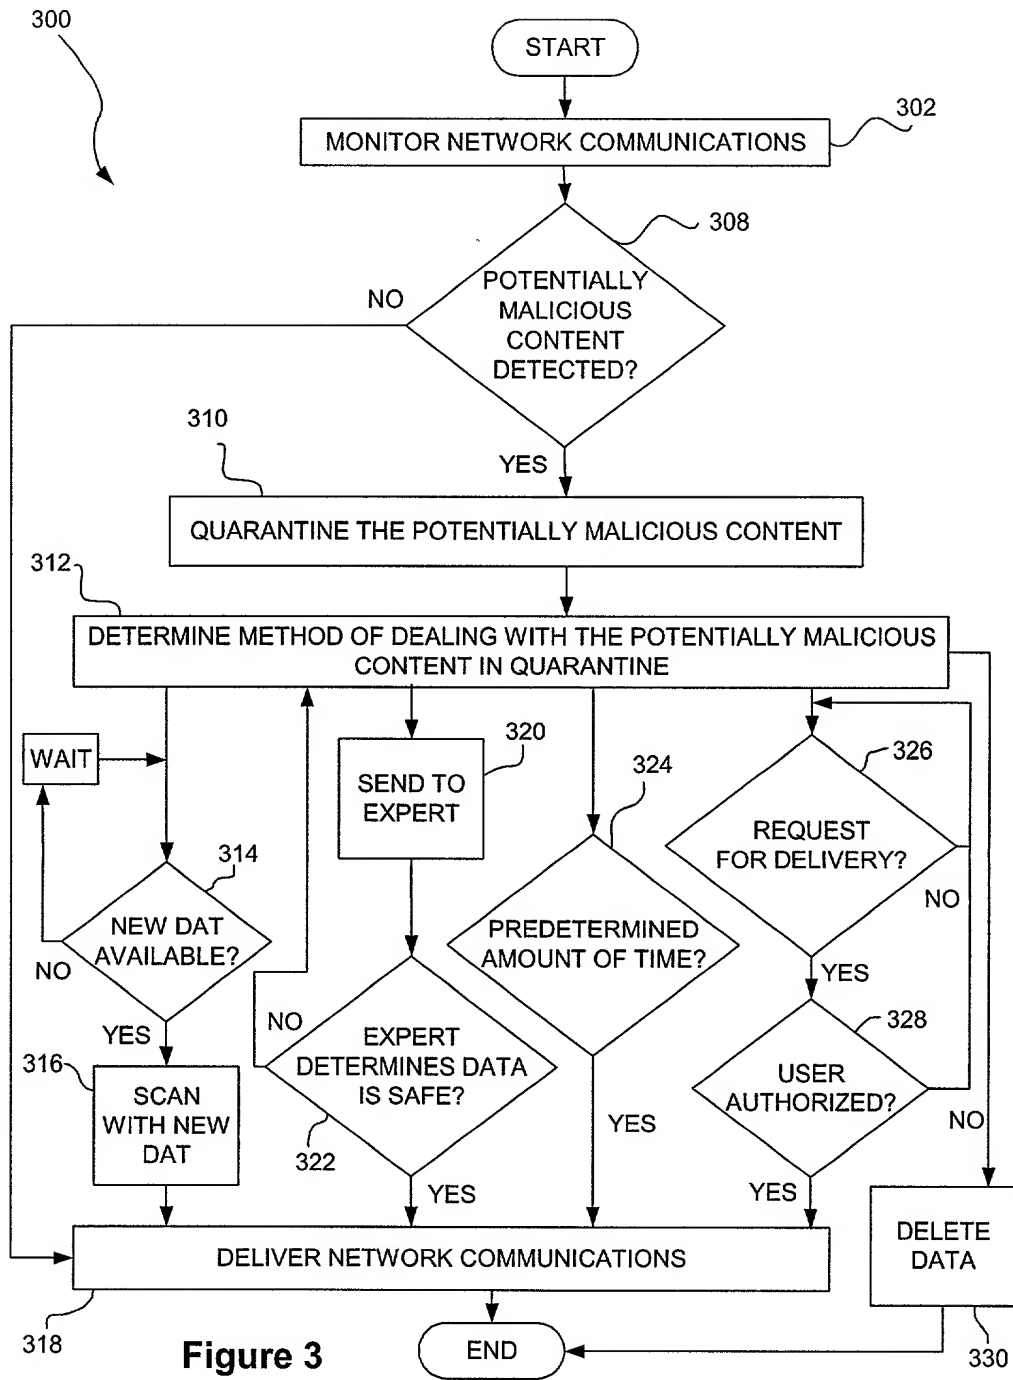 300
START
302
MONITOR NETWORK COMMUNICATIONS
308
POTENTIALLY
MALICIOUS
CONTENT
DETECTED?
NO
YES
310
QUARANTINE THE POTENTIALLY MALICIOUS CONTENT
312
DETERMINE METHOD OF DEALING WITH THE POTENTIALLY MALICIOUS
CONTENT IN QUARANTINE
WAIT
314
NEW DAT
AVAILABLE?
NO
YES
316
SCAN
WITH NEW
DAT
320
SEND TO
EXPERT
NO
EXPERT
DETERMINES DATA
IS SAFE?
322
YES
324
PREDETERMINED
AMOUNT OF TIME?
YES
326
REQUEST
FOR DELIVERY?
NO
YES
328
USER
AUTHORIZED?
NO
YES
DELETE
DATA
330
DELIVER NETWORK COMMUNICATIONS
318
END
Figure 3